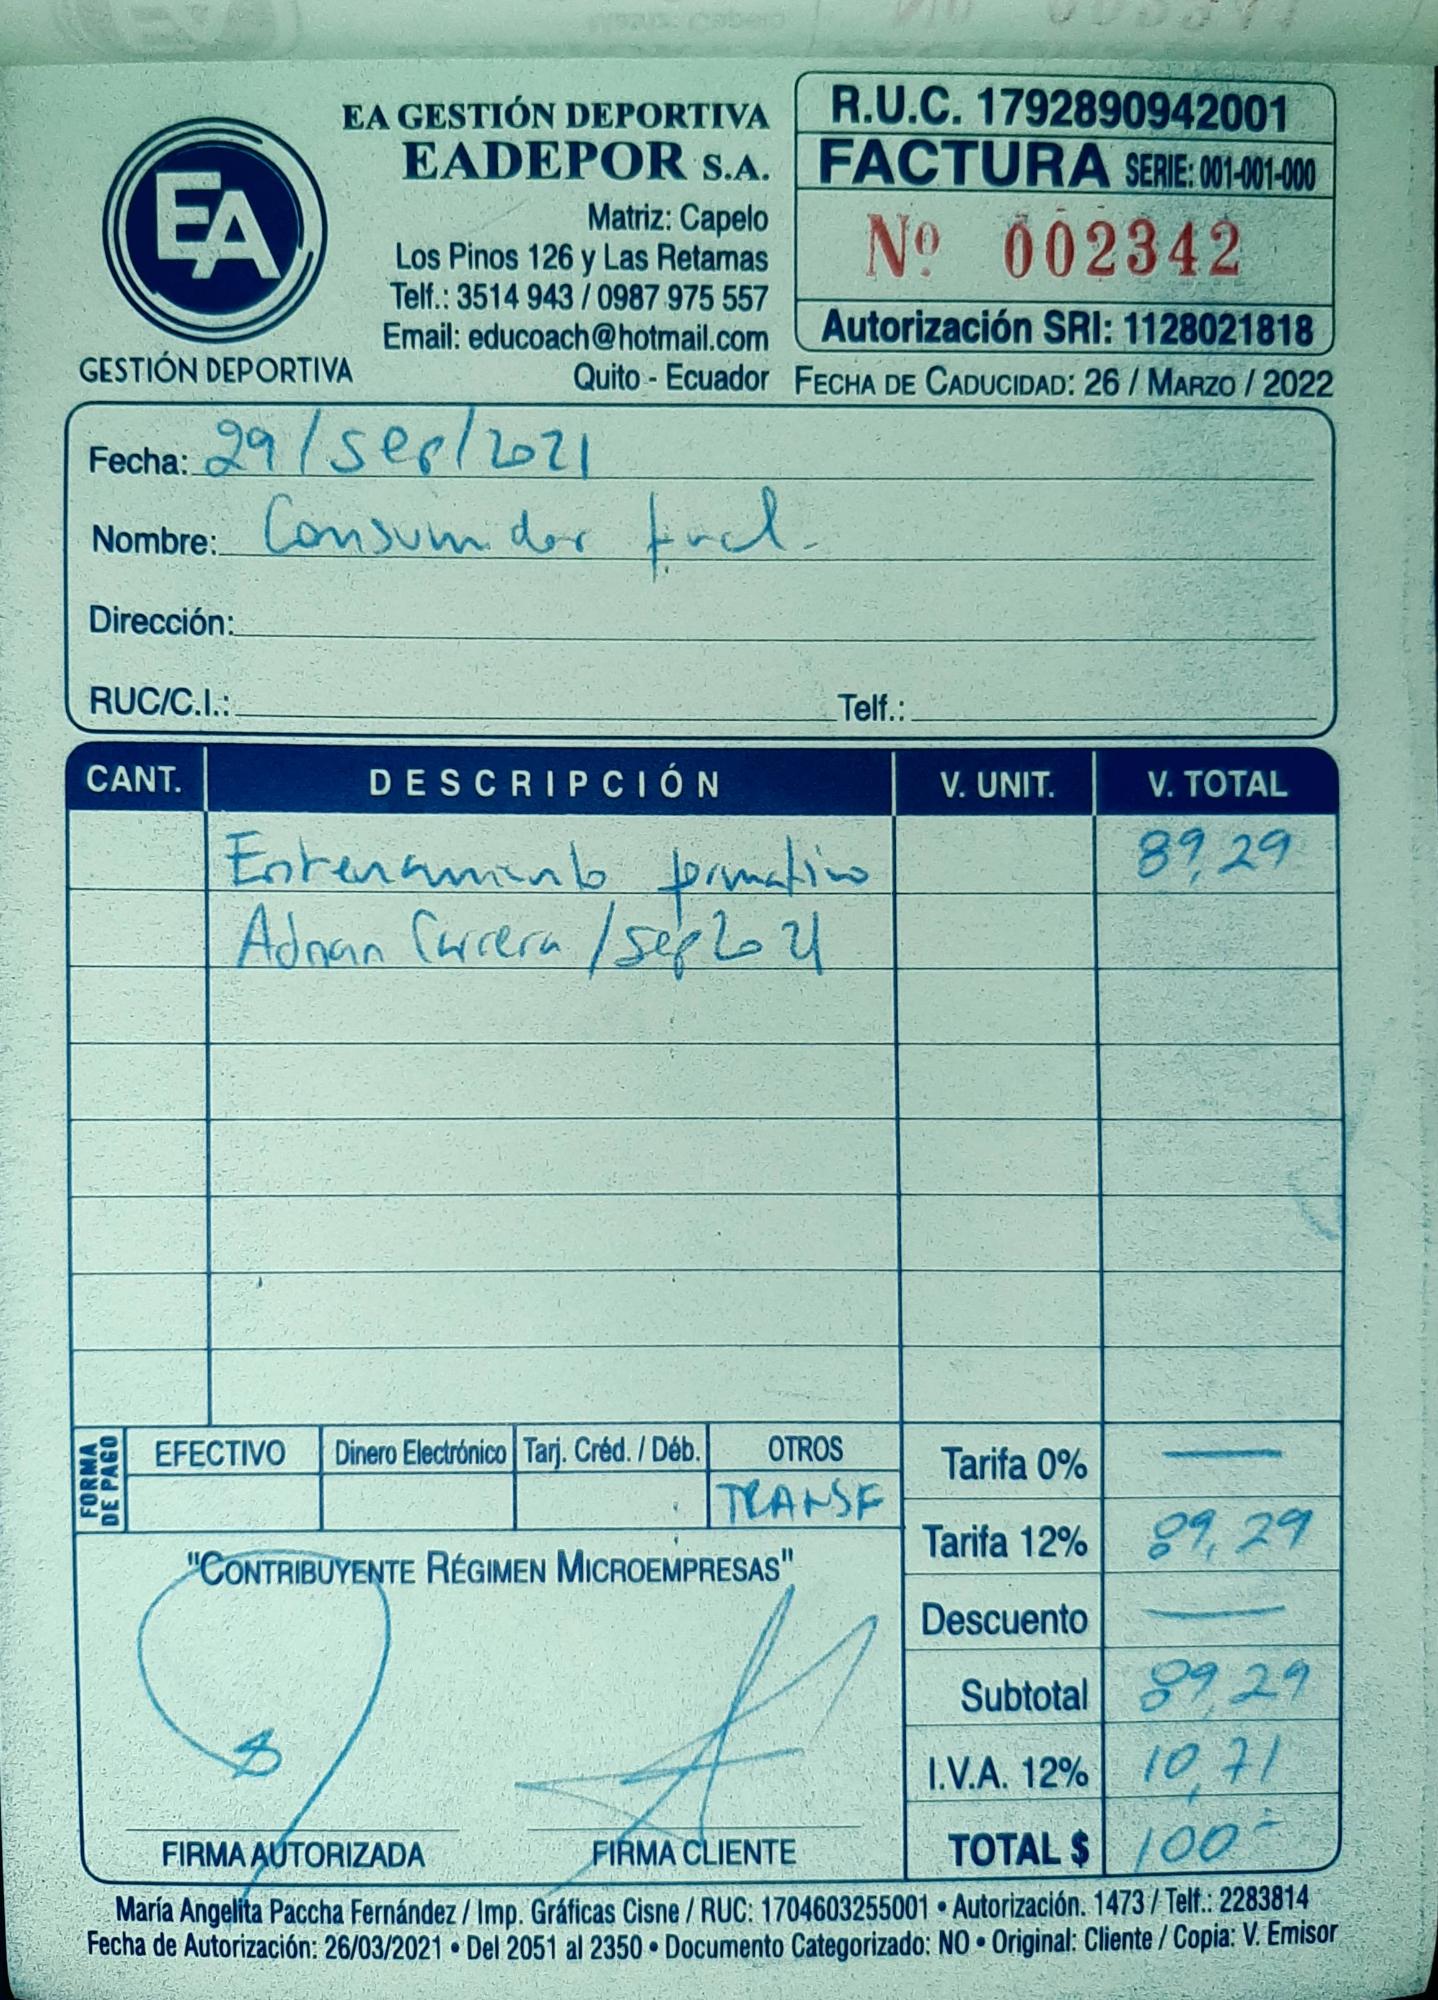 EA GESTIÓN DEPORTIVA
EADEPOR S.A.
Matriz: Capelo
Los Pinos 126 y Las Retamas
Telf.: 3514 943 / 0987 975 557
Email: educoach@hotmail.com
Quito - Ecuador
EA
GESTIÓN DEPORTIVA
R.U.C. 1792890942001
FACTURA SERIE: 001-001-000
Nº 002342
Autorización SRI: 1128021818
FECHA DE CADUCIDAD: 26 / MARZO / 2022
Fecha: 29/sep/2021
Nombre: Consumidor final.
Dirección:
RUC/C.I.: Telf.:
CANT. DESCRIPCIÓN V. UNIT. V. TOTAL
Entrenamiento formativo 89,29
Adrian Carrera /sep 2021
FORMA DE PAGO
EFECTIVO Dinero Electrónico Tarj. Créd. / Déb. OTROS
TRANSF
Tarifa 0% —
Tarifa 12% 89,29
Descuento —
Subtotal 89,29
I.V.A. 12% 10,71
TOTAL $ 100-
"CONTRIBUYENTE RÉGIMEN MICROEMPRESAS"
FIRMA AUTORIZADA FIRMA CLIENTE
María Angelita Paccha Fernández / Imp. Gráficas Cisne / RUC: 1704603255001 • Autorización. 1473 / Telf.: 2283814
Fecha de Autorización: 26/03/2021 • Del 2051 al 2350 • Documento Categorizado: NO • Original: Cliente / Copia: V. Emisor